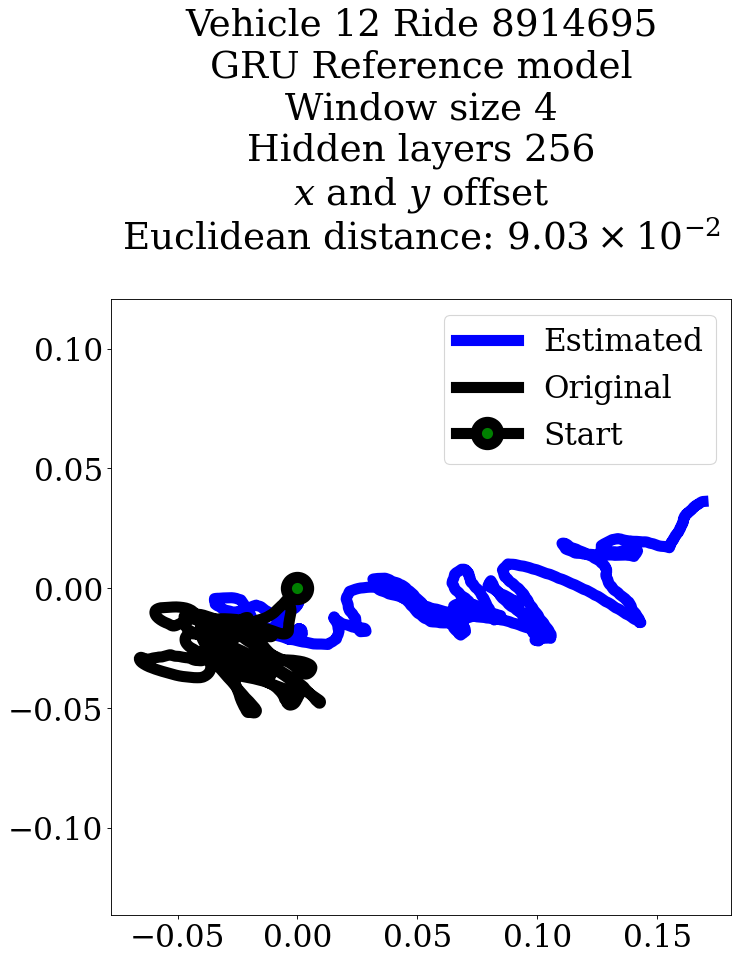 Vehicle 12 Ride 8914695
GRU Reference model
Window size 4
Hidden layers 256
x and y offset
Euclidean distance: 9.03 × 10⁻²
Estimated
Original
Start
0.10
0.05
0.00
−0.05
−0.10
−0.05 0.00 0.05 0.10 0.15